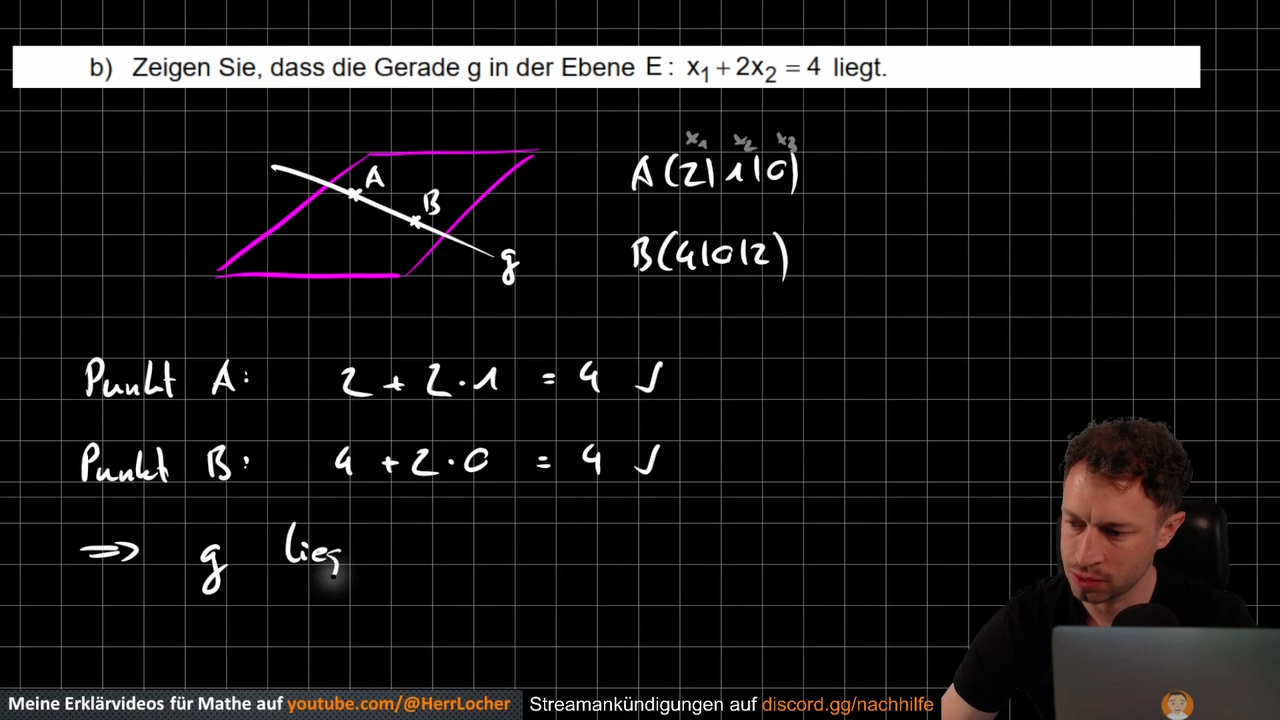 b) Zeigen Sie, dass die Gerade g in der Ebene E: x₁ + 2x₂ = 4 liegt.
x₁ x₂ x₃
A (2|1|0)
B (4|0|2)
A
B
g
Punkt A: 2 + 2·1 = 4 ✓
Punkt B: 4 + 2·0 = 4 ✓
=> g lieg
Meine Erklärvideos für Mathe auf youtube.com/@HerrLocher Streamankündigungen auf discord.gg/nachhilfe